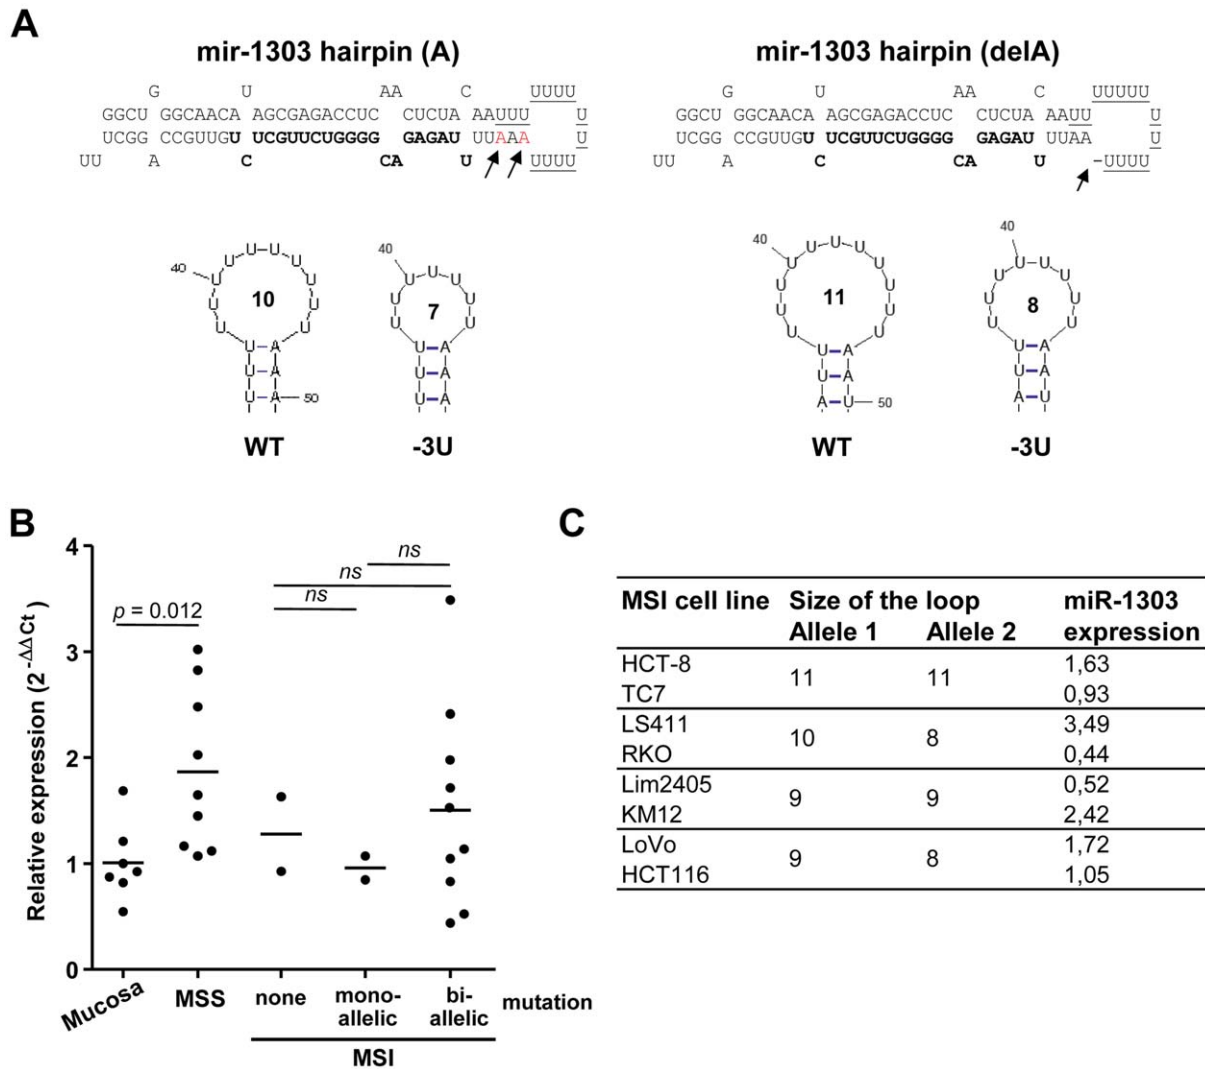 A
mir-1303 hairpin (A)
G U AA C UUUU
GGCU GGCAACA AGCGAGACCUC CUCUA AAUUU U
UCGG CCGUUGUU UCGUUCUGGGG GAGAU UUAAA U
UU A C CA U UUUU
mir-1303 hairpin (delA)
G U AA C UUUUU
GGCU GGCAACA AGCGAGACCUC CUCUA AAUU U
UCGG CCGUUGU UCGUUCUGGGG GAGAU UUAA U
UU A C CA U -UUUU
40
10
50
WT
40
7
-3U
40
11
50
WT
40
8
-3U
B
Relative expression (2^-ΔΔCt)
4
3
2
1
0
p = 0.012
ns
ns
ns
Mucosa
MSS
none
mono-
allelic
bi-
allelic
mutation
MSI
C
MSI cell line Size of the loop miR-1303
Allele 1 Allele 2 expression
HCT-8 1,63
11 11
TC7 0,93
LS411 3,49
10 8
RKO 0,44
Lim2405 0,52
9 9
KM12 2,42
LoVo 1,72
9 8
HCT116 1,05